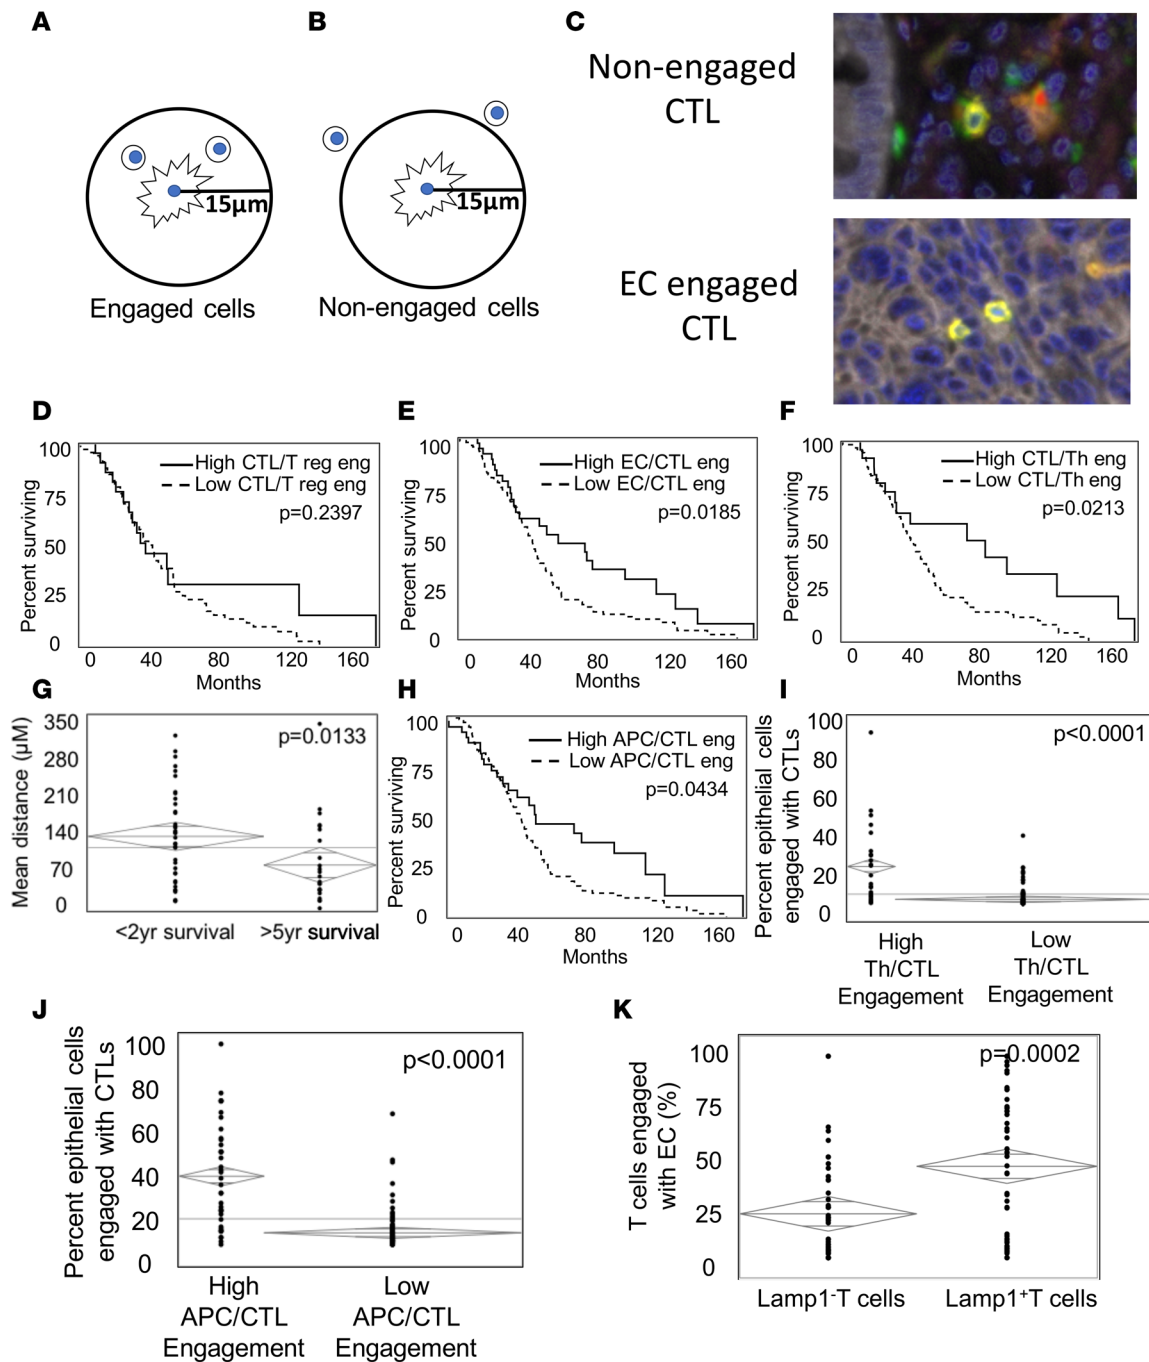 A
B
C
15µm
Engaged cells
15µm
Non-engaged cells
Non-engaged
CTL
EC engaged
CTL
D
Percent surviving
100
75
50
25
0
High CTL/T reg eng
Low CTL/T reg eng
p=0.2397
0 40 80 120 160
Months
E
Percent surviving
100
75
50
25
0
High EC/CTL eng
Low EC/CTL eng
p=0.0185
0 40 80 120 160
Months
F
Percent surviving
100
75
50
25
0
High CTL/Th eng
Low CTL/Th eng
p=0.0213
0 40 80 120 160
Months
G
Mean distance (µM)
350
280
210
140
70
0
p=0.0133
<2yr survival >5yr survival
H
Percent surviving
100
75
50
25
0
High APC/CTL eng
Low APC/CTL eng
p=0.0434
0 40 80 120 160
Months
I
Percent epithelial cells
engaged with CTLs
100
80
60
40
20
0
p<0.0001
High
Th/CTL
Engagement
Low
Th/CTL
Engagement
J
Percent epithelial cells
engaged with CTLs
100
80
60
40
20
0
p<0.0001
High
APC/CTL
Engagement
Low
APC/CTL
Engagement
K
T cells engaged
with EC (%)
100
75
50
25
0
p=0.0002
Lamp1⁻T cells
Lamp1⁺T cells